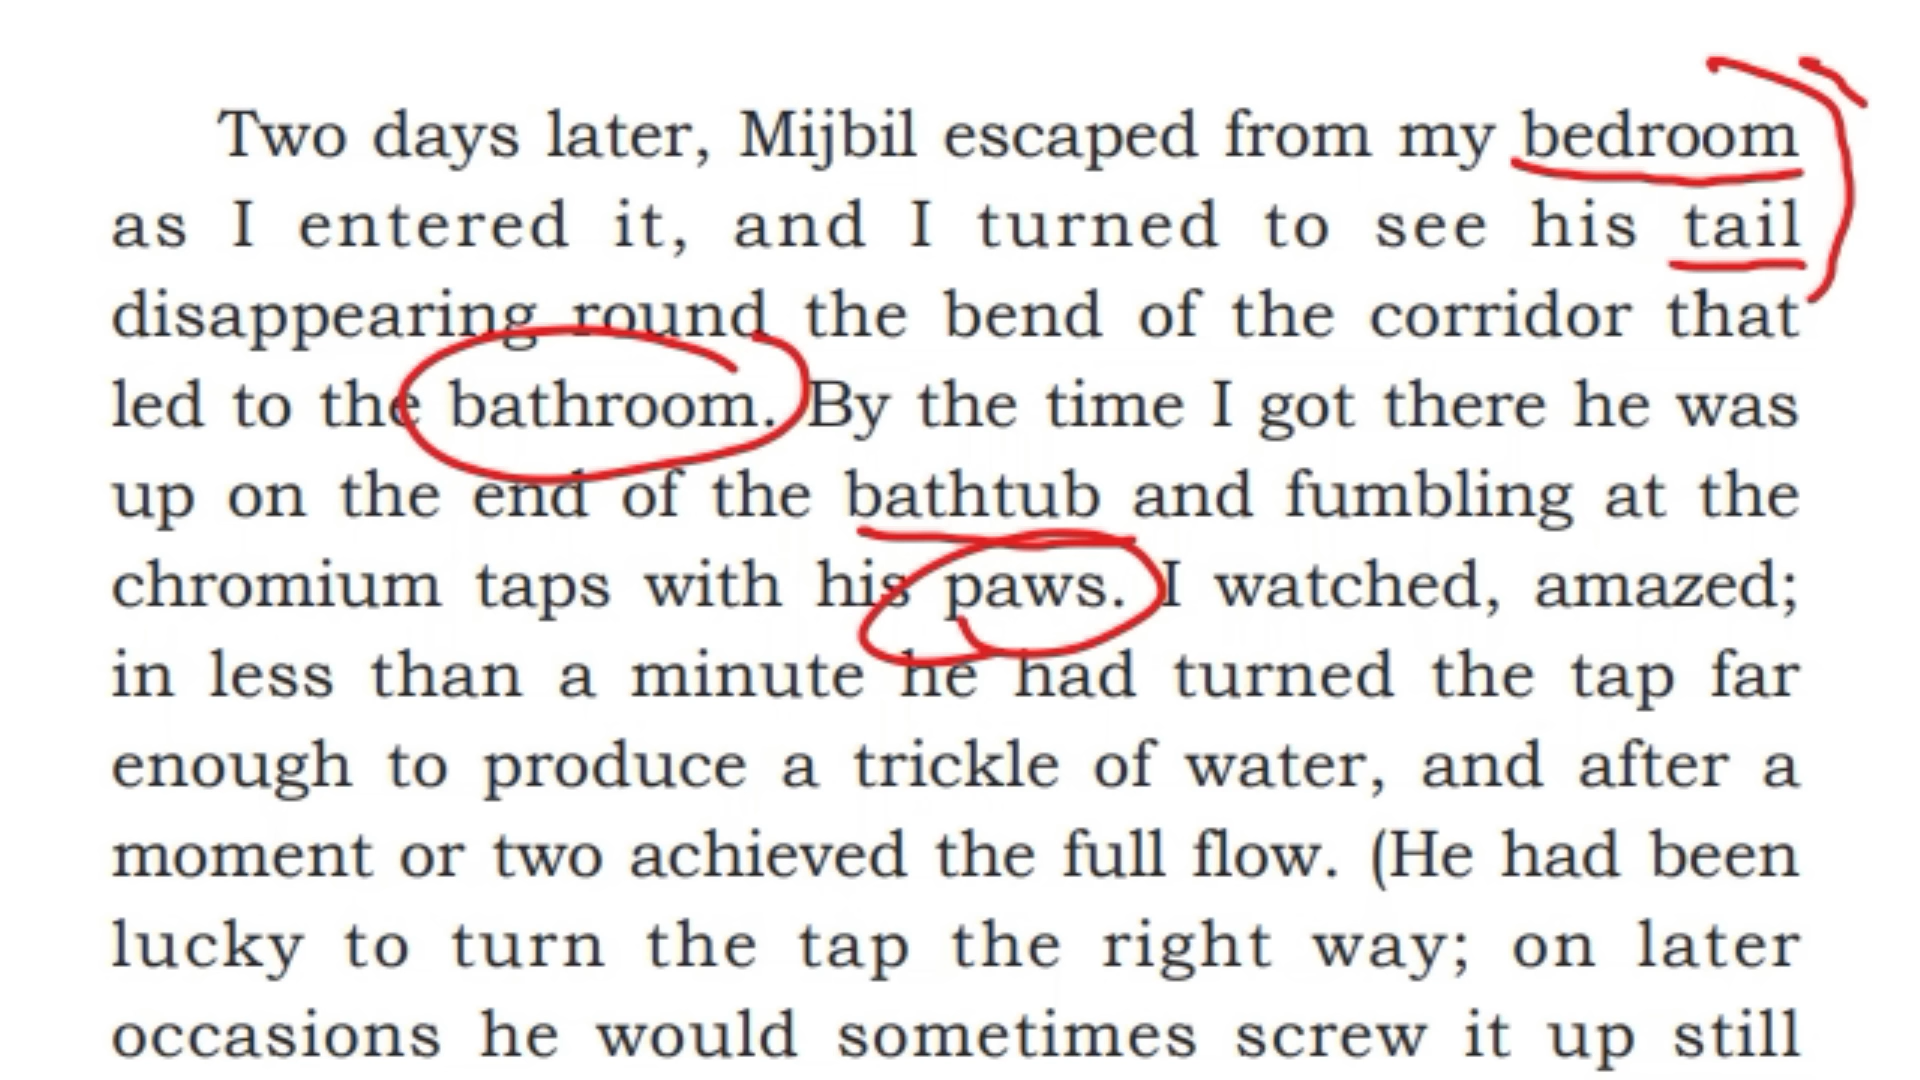 Two days later, Mijbil escaped from my bedroom
as I entered it, and I turned to see his tail
disappearing round the bend of the corridor that
led to the bathroom. By the time I got there he was
up on the end of the bathtub and fumbling at the
chromium taps with his paws. I watched, amazed;
in less than a minute he had turned the tap far
enough to produce a trickle of water, and after a
moment or two achieved the full flow. (He had been
lucky to turn the tap the right way; on later
occasions he would sometimes screw it up still